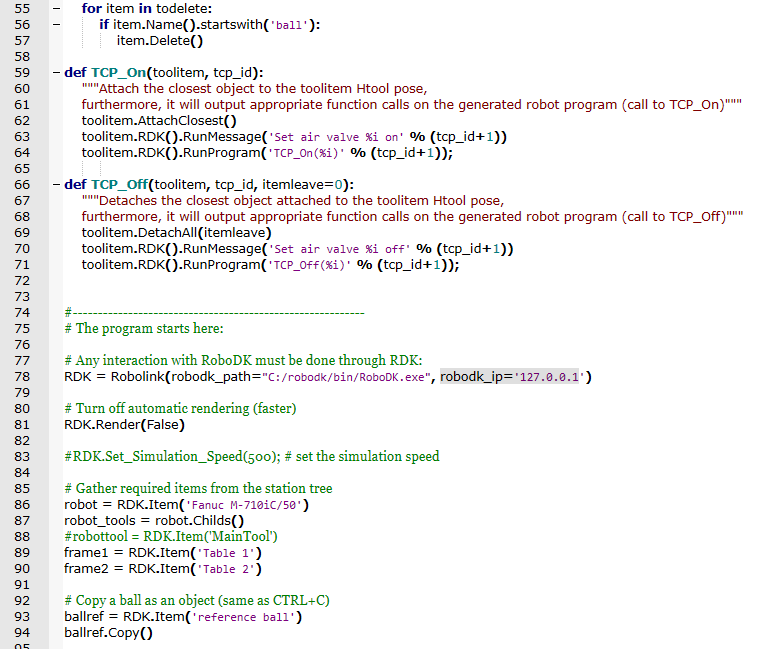 55 for item in todelete:
56 if item.Name().startswith('ball'):
57 item.Delete()
58
59 def TCP_On(toolitem, tcp_id):
60 """Attach the closest object to the toolitem Htool pose,
61 furthermore, it will output appropriate function calls on the generated robot program (call to TCP_On)"""
62 toolitem.AttachClosest()
63 toolitem.RDK().RunMessage('Set air valve %i on' % (tcp_id+1))
64 toolitem.RDK().RunProgram('TCP_On(%i)' % (tcp_id+1));
65
66 def TCP_Off(toolitem, tcp_id, itemleave=0):
67 """Detaches the closest object attached to the toolitem Htool pose,
68 furthermore, it will output appropriate function calls on the generated robot program (call to TCP_Off)"""
69 toolitem.DetachAll(itemleave)
70 toolitem.RDK().RunMessage('Set air valve %i off' % (tcp_id+1))
71 toolitem.RDK().RunProgram('TCP_Off(%i)' % (tcp_id+1));
72
73
74 #----------------------------------------------------------
75 # The program starts here:
76
77 # Any interaction with RoboDK must be done through RDK:
78 RDK = Robolink(robodk_path="C:/robodk/bin/RoboDK.exe", robodk_ip='127.0.0.1')
79
80 # Turn off automatic rendering (faster)
81 RDK.Render(False)
82
83 #RDK.Set_Simulation_Speed(500); # set the simulation speed
84
85 # Gather required items from the station tree
86 robot = RDK.Item('Fanuc M-710iC/50')
87 robot_tools = robot.Childs()
88 #robottool = RDK.Item('MainTool')
89 frame1 = RDK.Item('Table 1')
90 frame2 = RDK.Item('Table 2')
91
92 # Copy a ball as an object (same as CTRL+C)
93 ballref = RDK.Item('reference ball')
94 ballref.Copy()
95